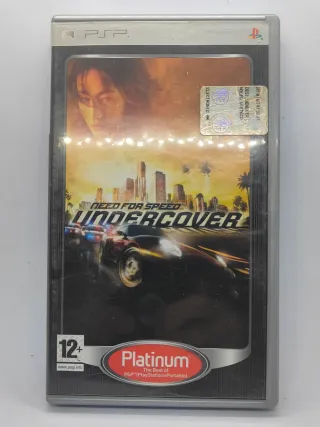 PSP
NEED FOR SPEED
UNDERCOVER
12+
www.pegi.info
Platinum
The Best of
PSP™(PlayStation®Portable)